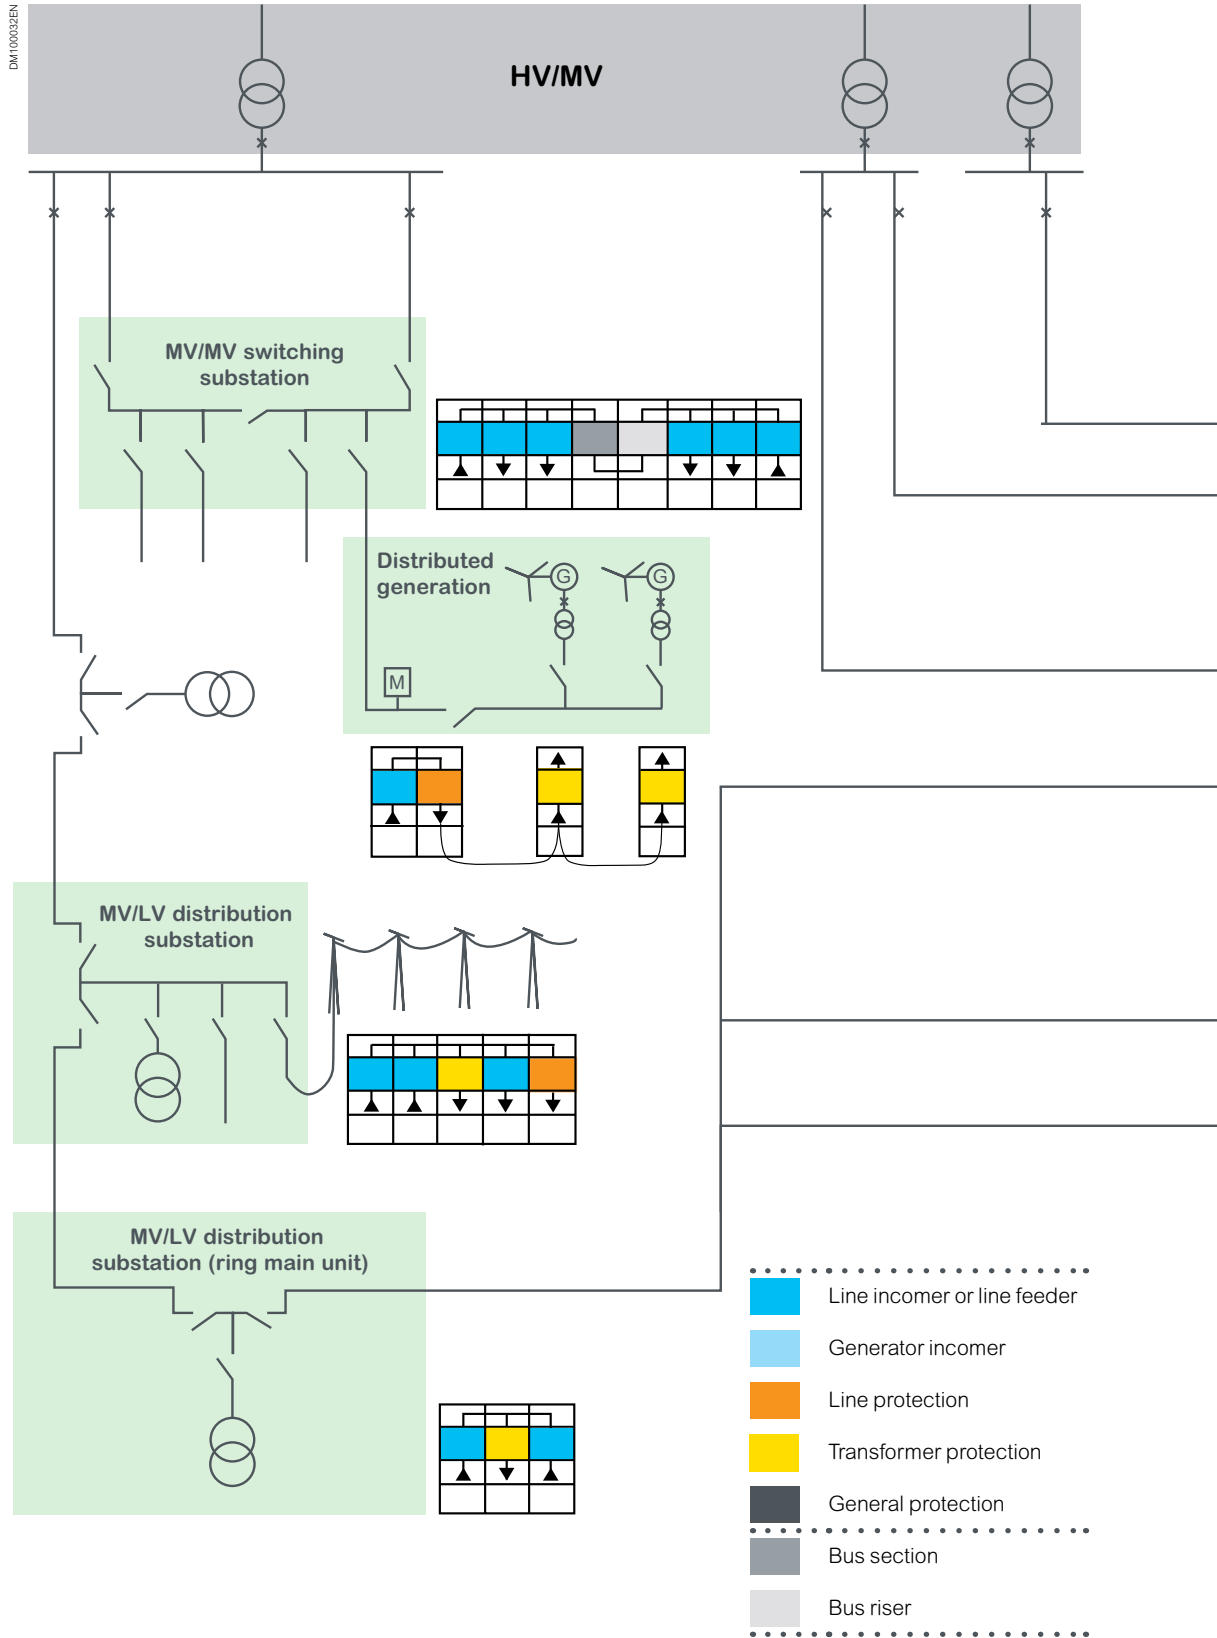 DM100032EN
HV/MV
MV/MV switching
substation
Distributed
generation
G
G
M
MV/LV distribution
substation
MV/LV distribution
substation (ring main unit)
Line incomer or line feeder
Generator incomer
Line protection
Transformer protection
General protection
Bus section
Bus riser